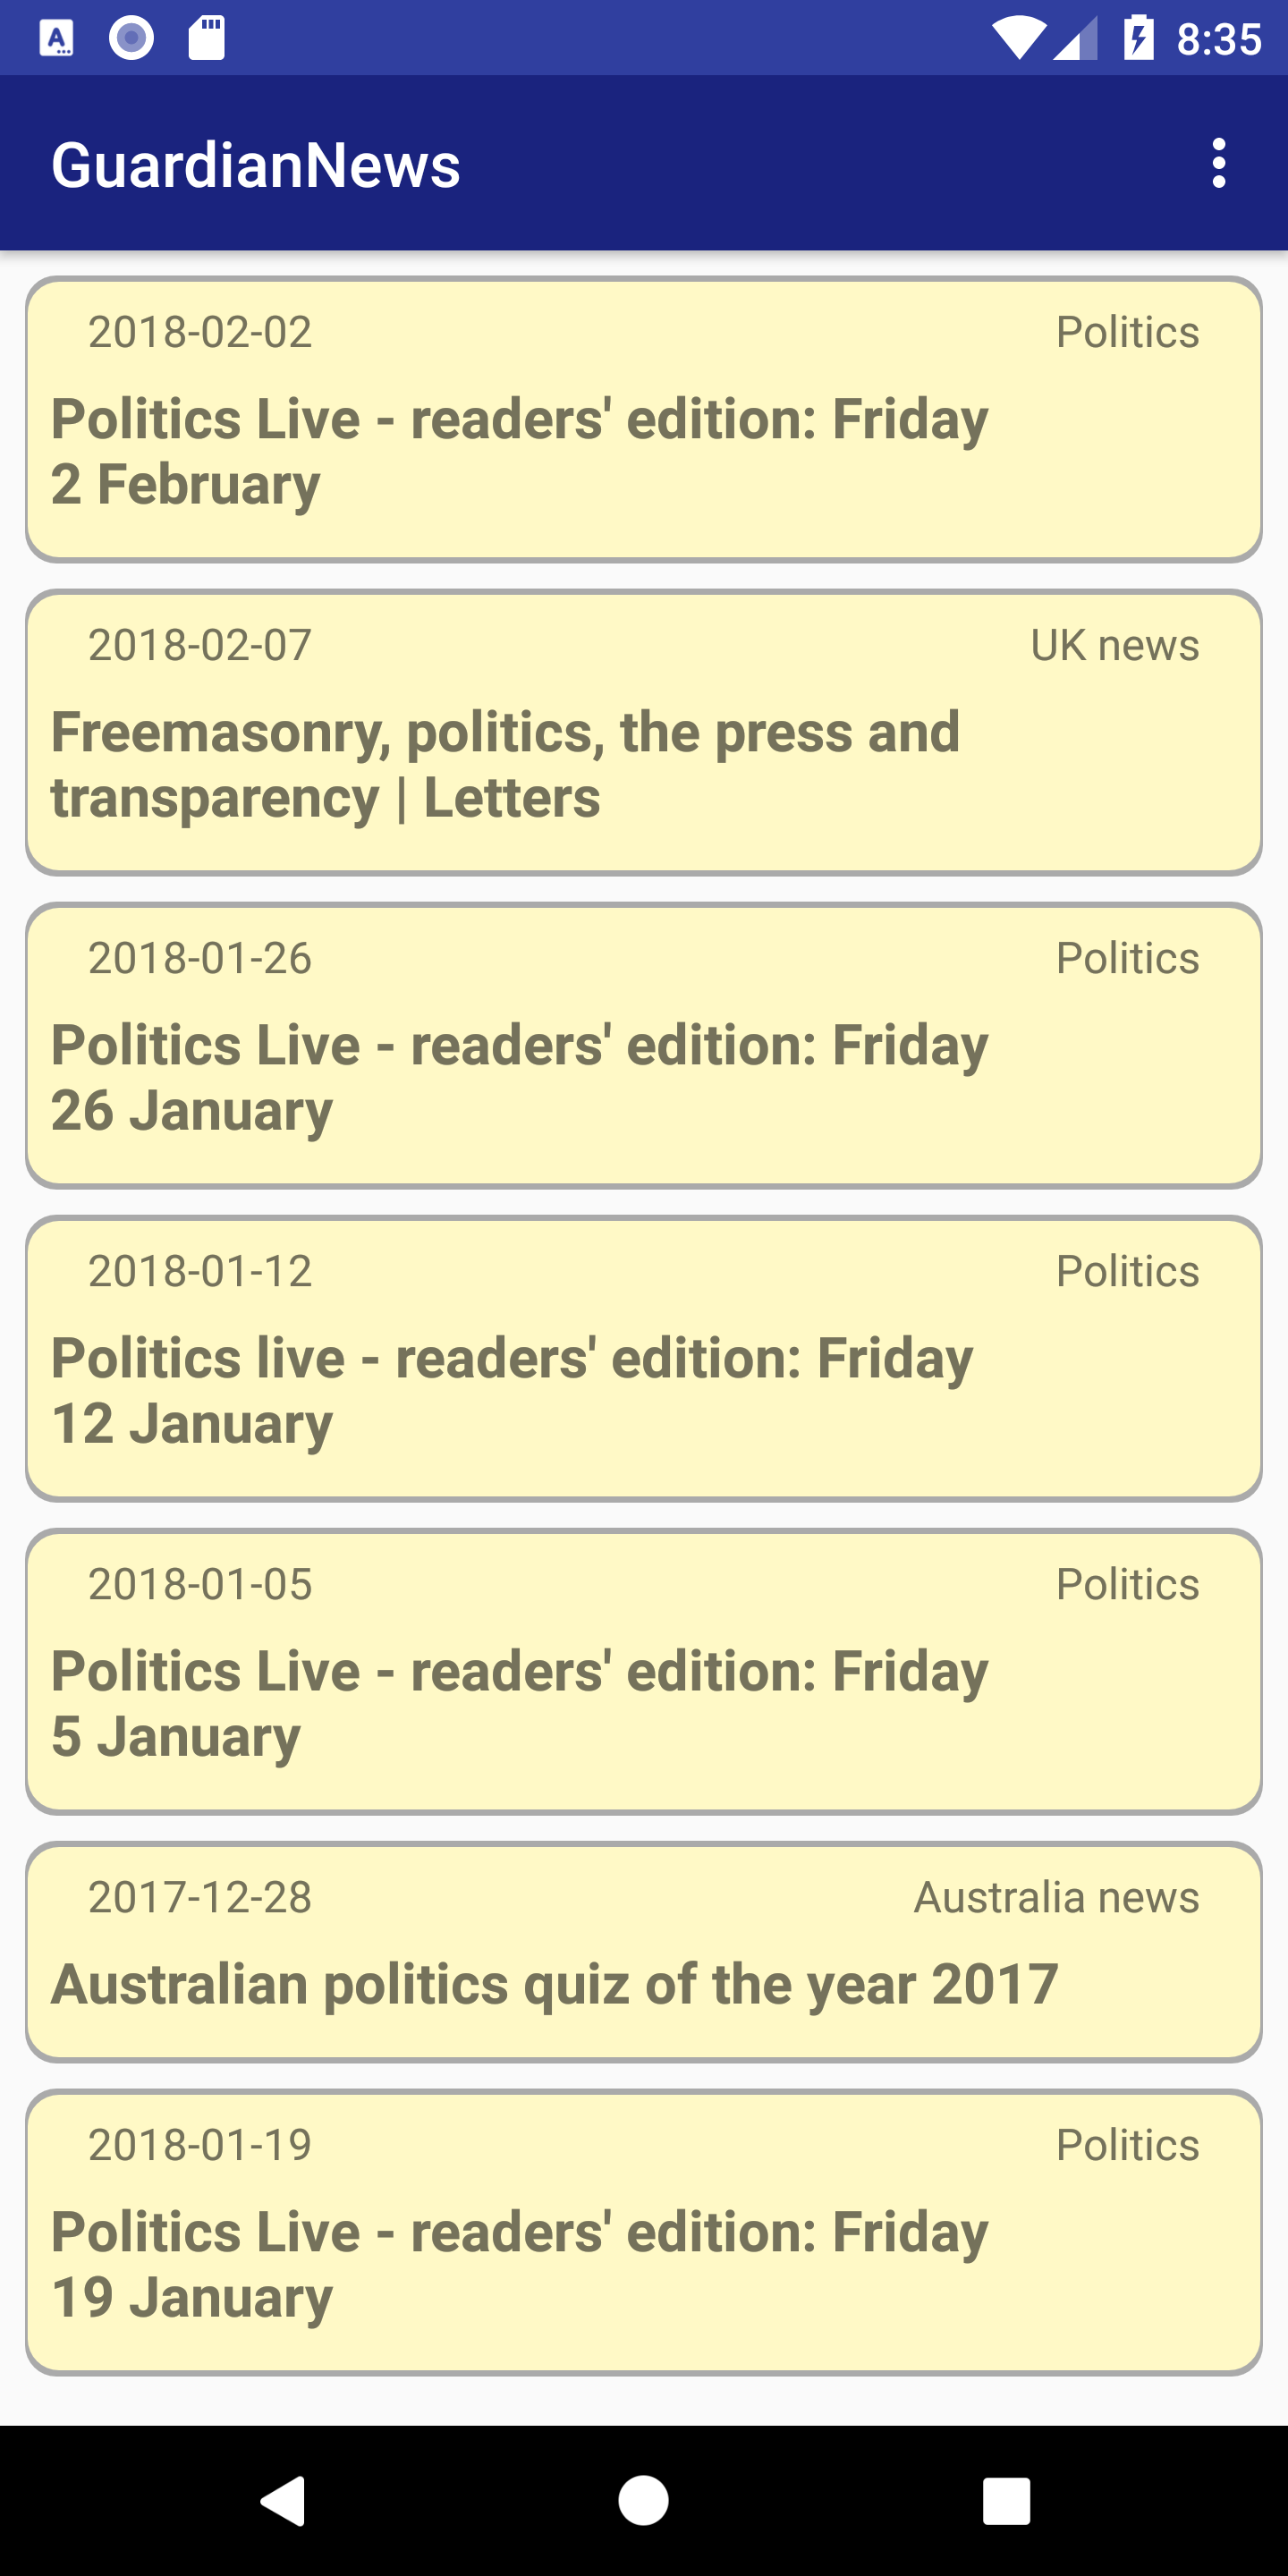 8:35
GuardianNews
2018-02-02 Politics
Politics Live - readers' edition: Friday
2 February
2018-02-07 UK news
Freemasonry, politics, the press and
transparency | Letters
2018-01-26 Politics
Politics Live - readers' edition: Friday
26 January
2018-01-12 Politics
Politics live - readers' edition: Friday
12 January
2018-01-05 Politics
Politics Live - readers' edition: Friday
5 January
2017-12-28 Australia news
Australian politics quiz of the year 2017
2018-01-19 Politics
Politics Live - readers' edition: Friday
19 January